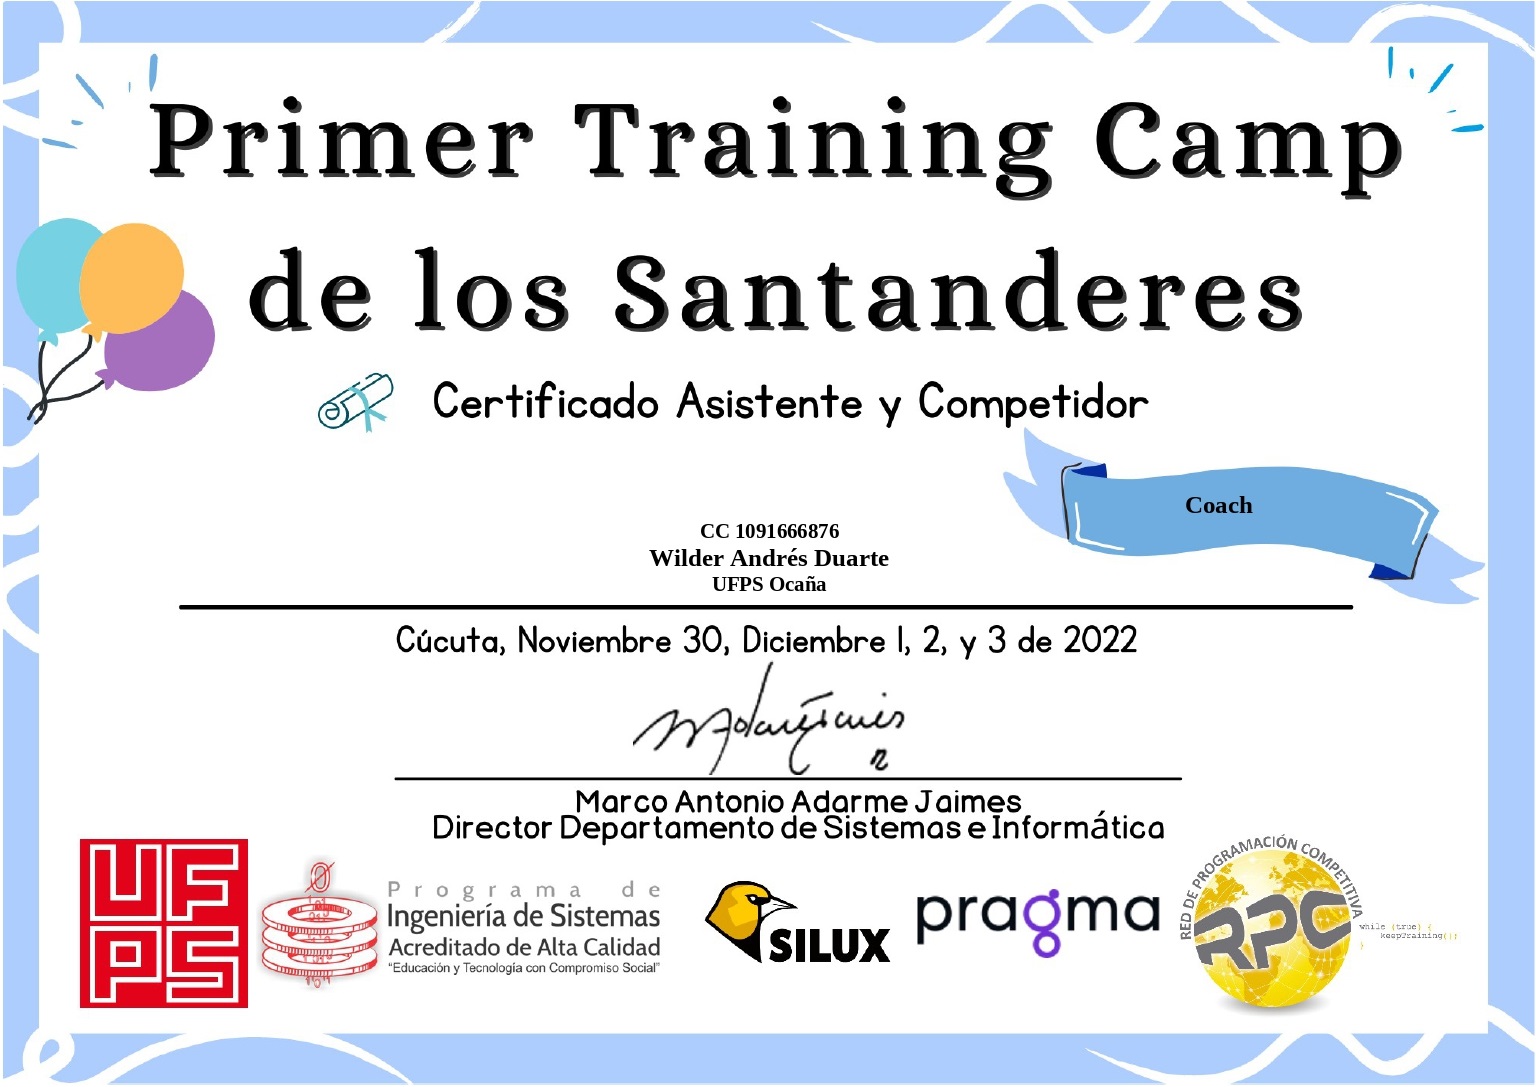 Primer Training Camp
de los Santanderes
Certificado Asistente y Competidor
Coach
CC 1091666876
Wilder Andrés Duarte
UFPS Ocaña
Cúcuta, Noviembre 30, Diciembre 1, 2, y 3 de 2022
Marco Antonio Adarme Jaimes
Director Departamento de Sistemas e Informática
UFPS
Programa de
Ingeniería de Sistemas
Acreditado de Alta Calidad
"Educación y Tecnología con Compromiso Social"
SILUX
pragma
RED DE PROGRAMACIÓN COMPETITIVA
RPC
while (true) {
keepTraining();
}